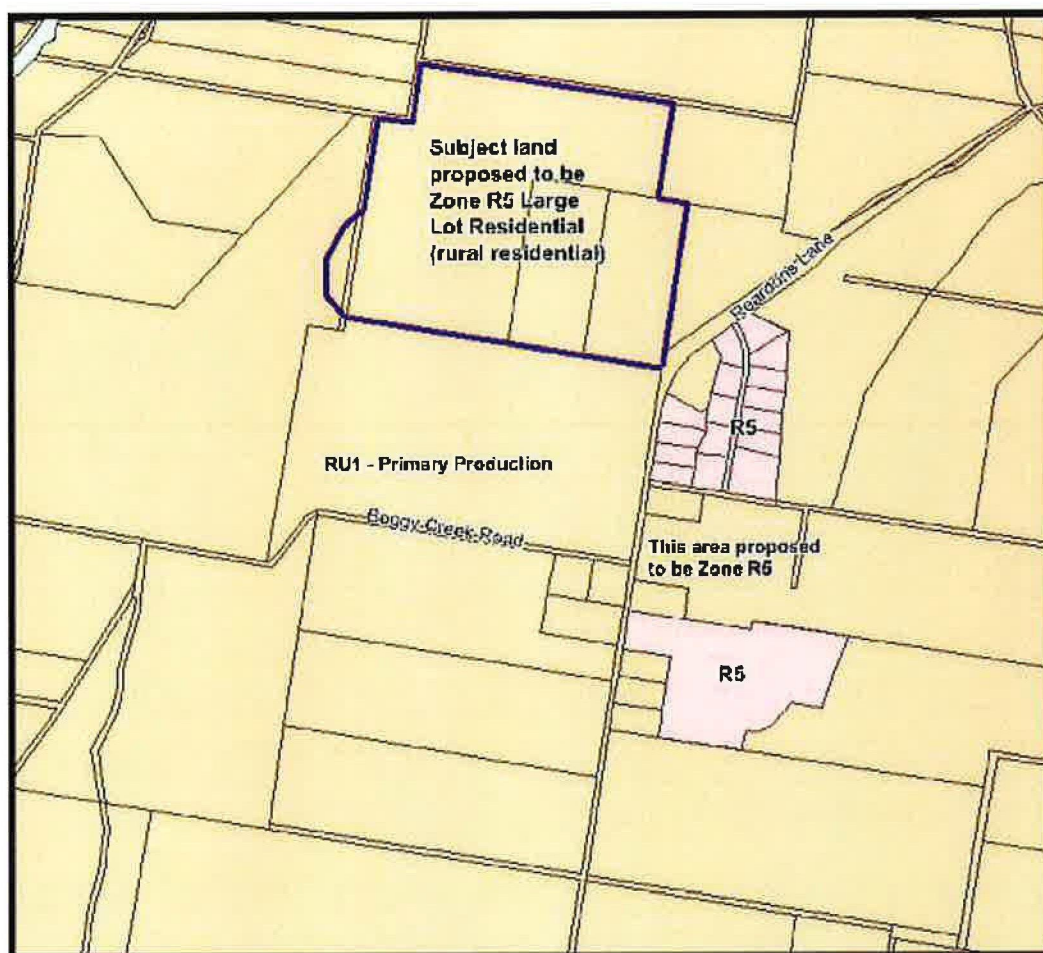 Subject land
proposed to be
Zone R5 Large
Lot Residential
(rural residential)
Reardons Lane
R5
RU1 - Primary Production
Boggy Creek Road
This area proposed
to be Zone R5
R5